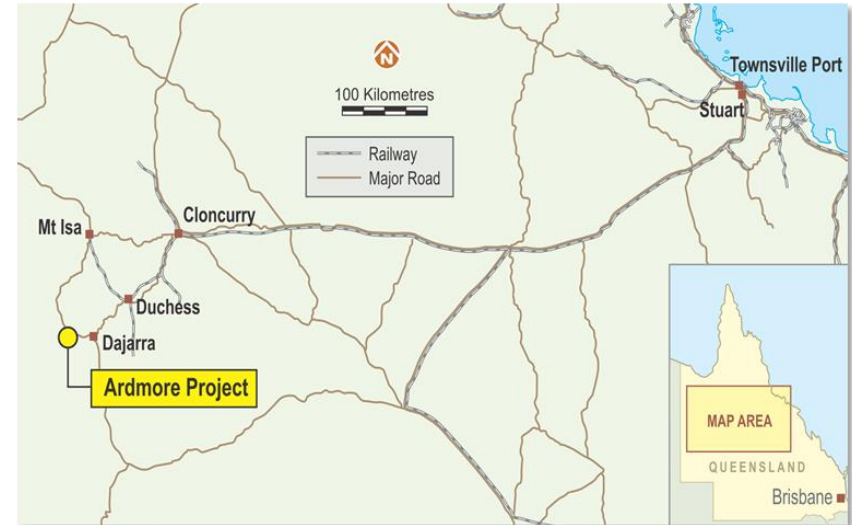 Townsville Port
N
100 Kilometres
Stuart
Railway
Major Road
Cloncurry
Mt Isa
Duchess
Dajarra
Ardmore Project
MAP AREA
QUEENSLAND
Brisbane